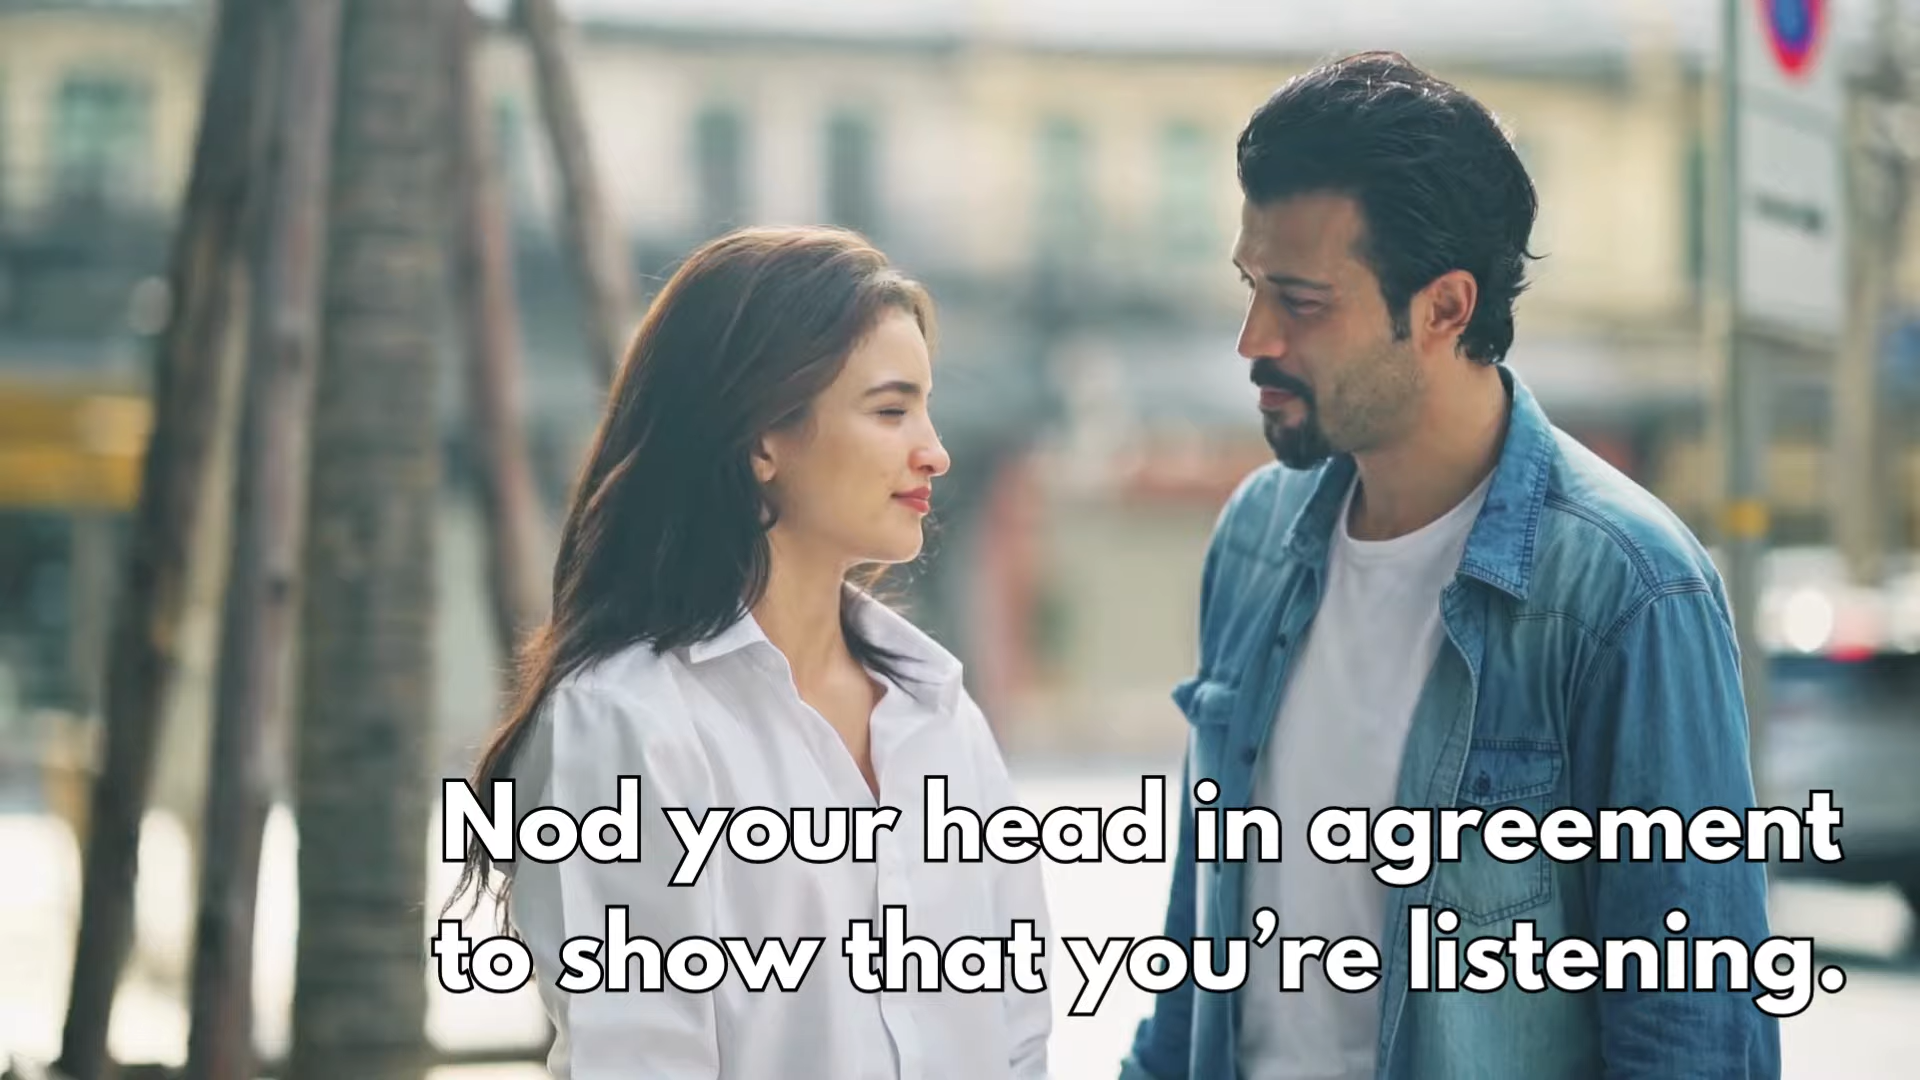 Nod your head in agreement
to show that you’re listening.